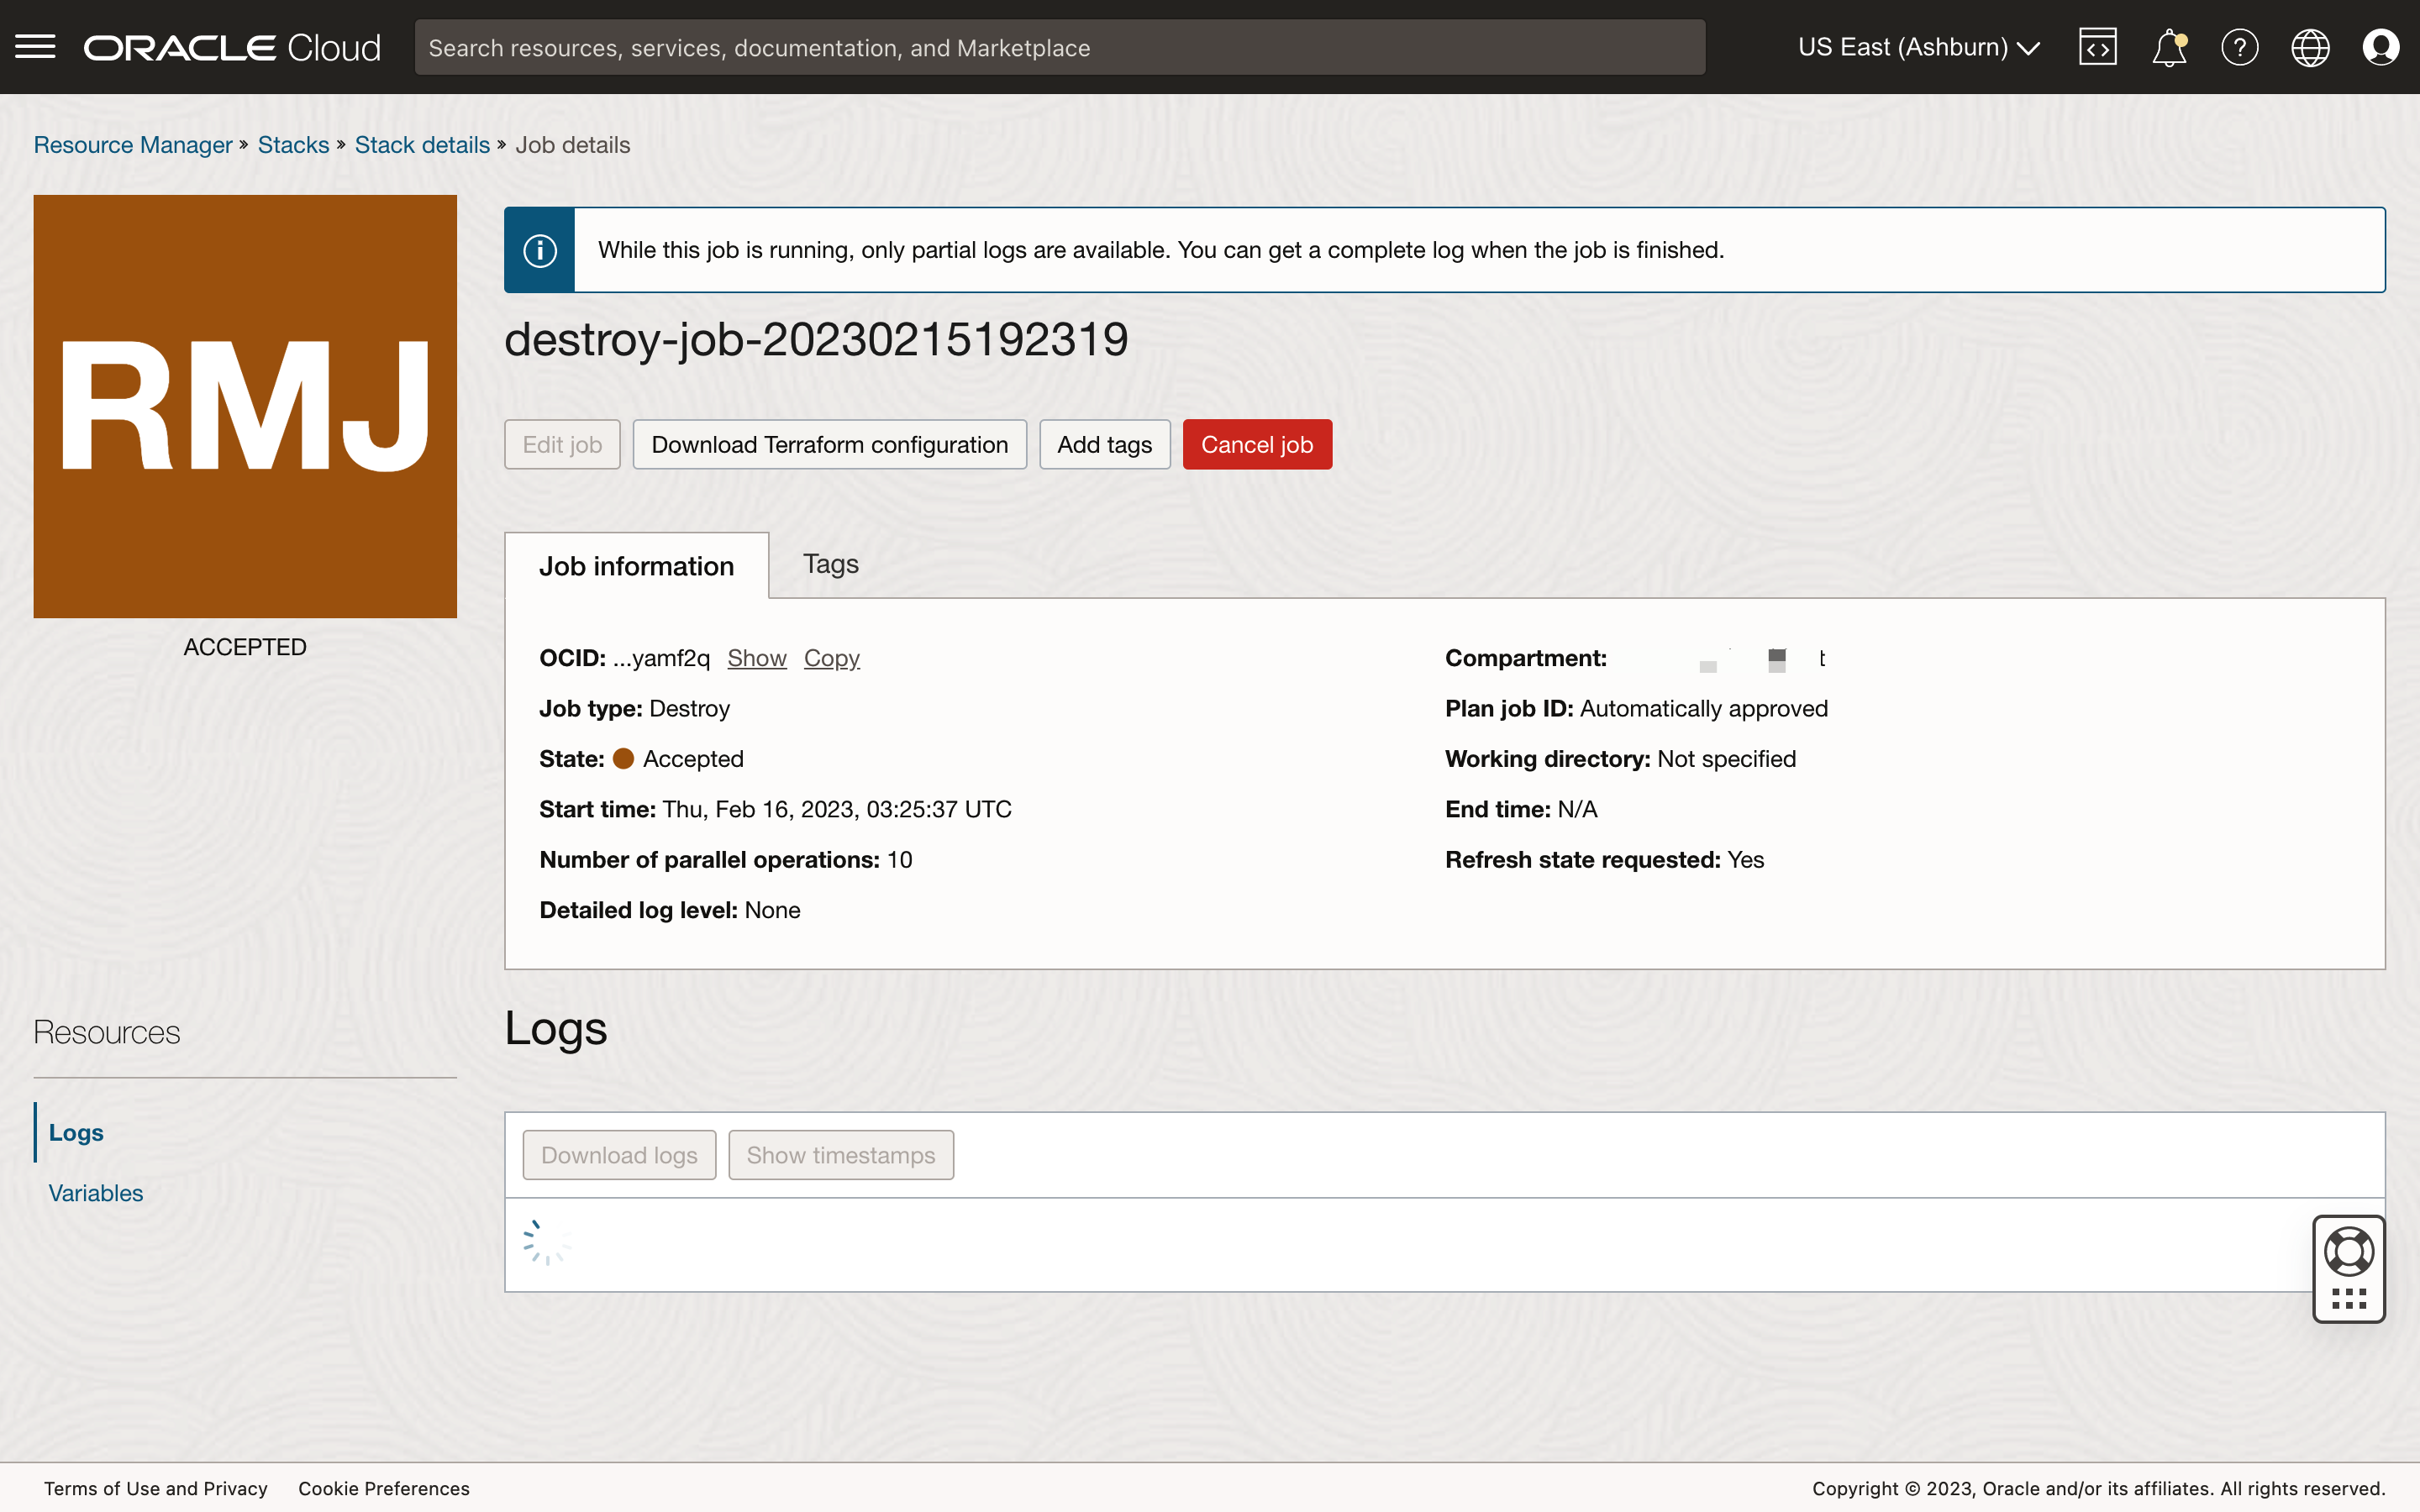 ORACLE Cloud
Search resources, services, documentation, and Marketplace
US East (Ashburn)
Resource Manager » Stacks » Stack details » Job details
RMJ
ACCEPTED
While this job is running, only partial logs are available. You can get a complete log when the job is finished.
destroy-job-20230215192319
Edit job
Download Terraform configuration
Add tags
Cancel job
Job information
Tags
OCID: ...yamf2q Show Copy
Job type: Destroy
State: Accepted
Start time: Thu, Feb 16, 2023, 03:25:37 UTC
Number of parallel operations: 10
Detailed log level: None
Compartment:
Plan job ID: Automatically approved
Working directory: Not specified
End time: N/A
Refresh state requested: Yes
Resources
Logs
Variables
Logs
Download logs
Show timestamps
Terms of Use and Privacy
Cookie Preferences
Copyright © 2023, Oracle and/or its affiliates. All rights reserved.